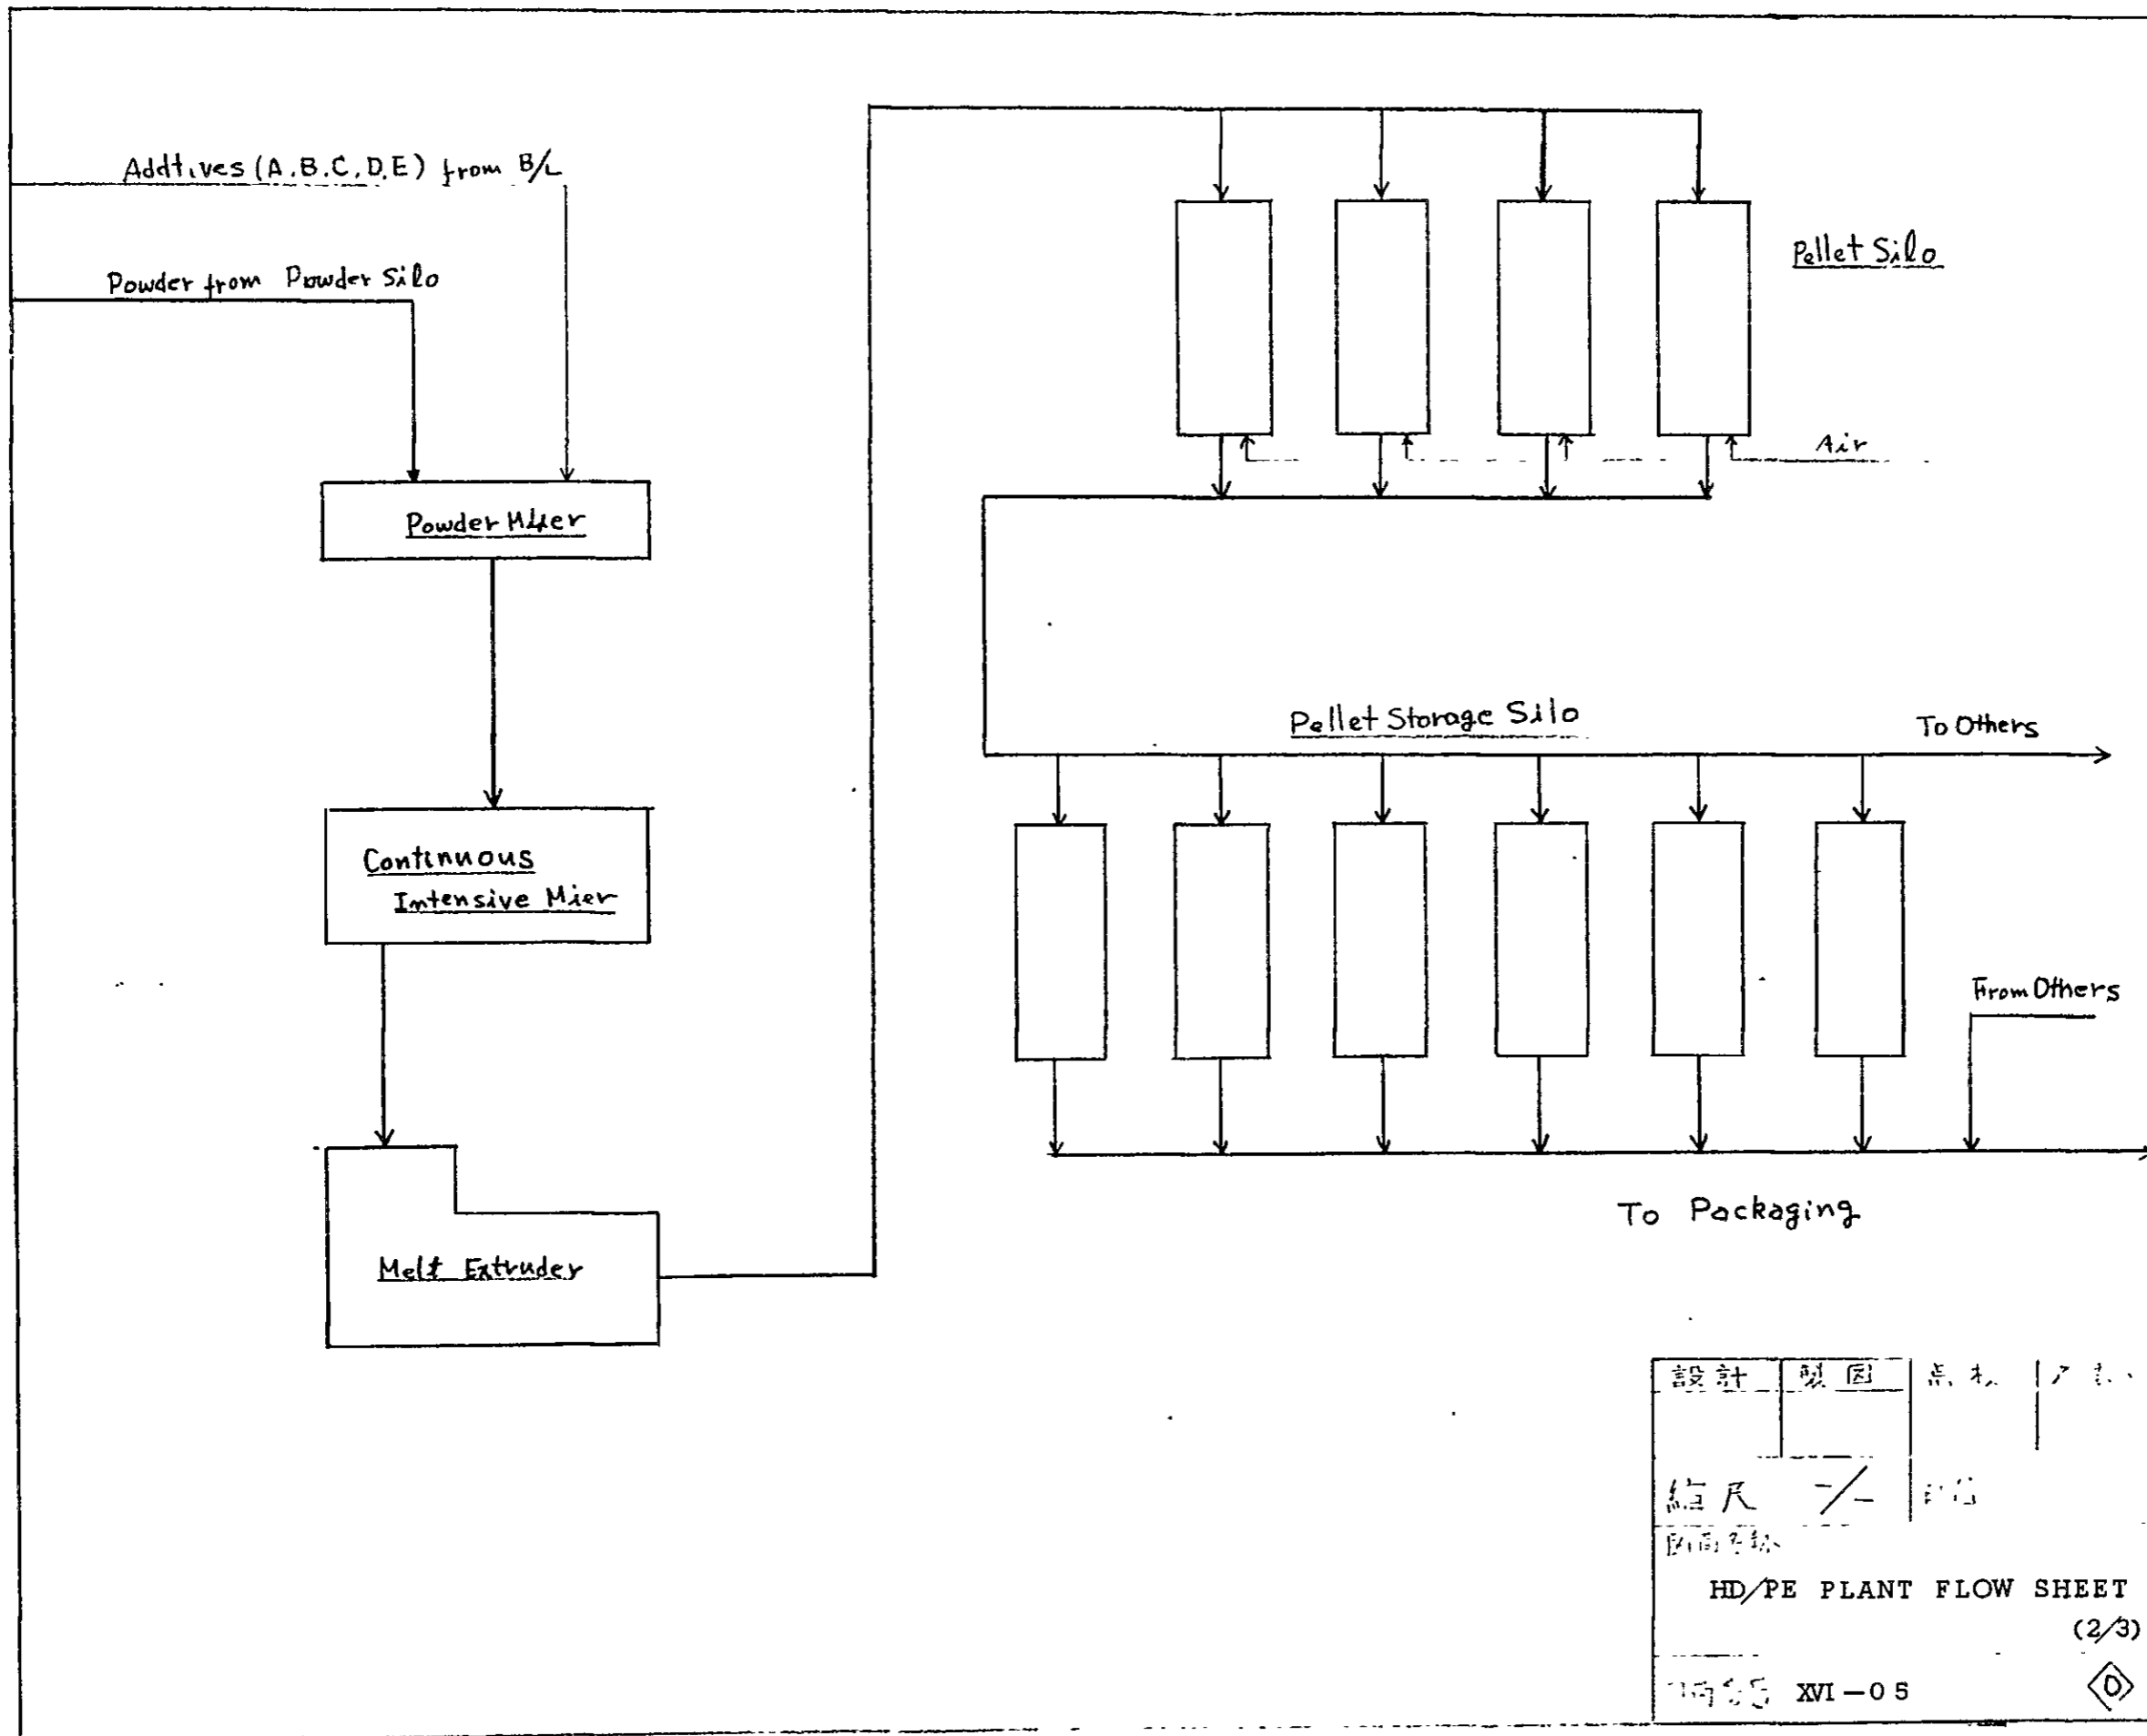 Addtives (A.B.C.D.E) from B/L
Powder from Powder Silo
Powder
Continuous
Intensive Mier
Melt Extruder
Pellet Silo
Air
Pellet Storage Silo
To Others
From Others
To Packaging
設計 製図
縮尺 -/-
HD/PE PLANT FLOW SHEET
(2/3)
XVI-05
0